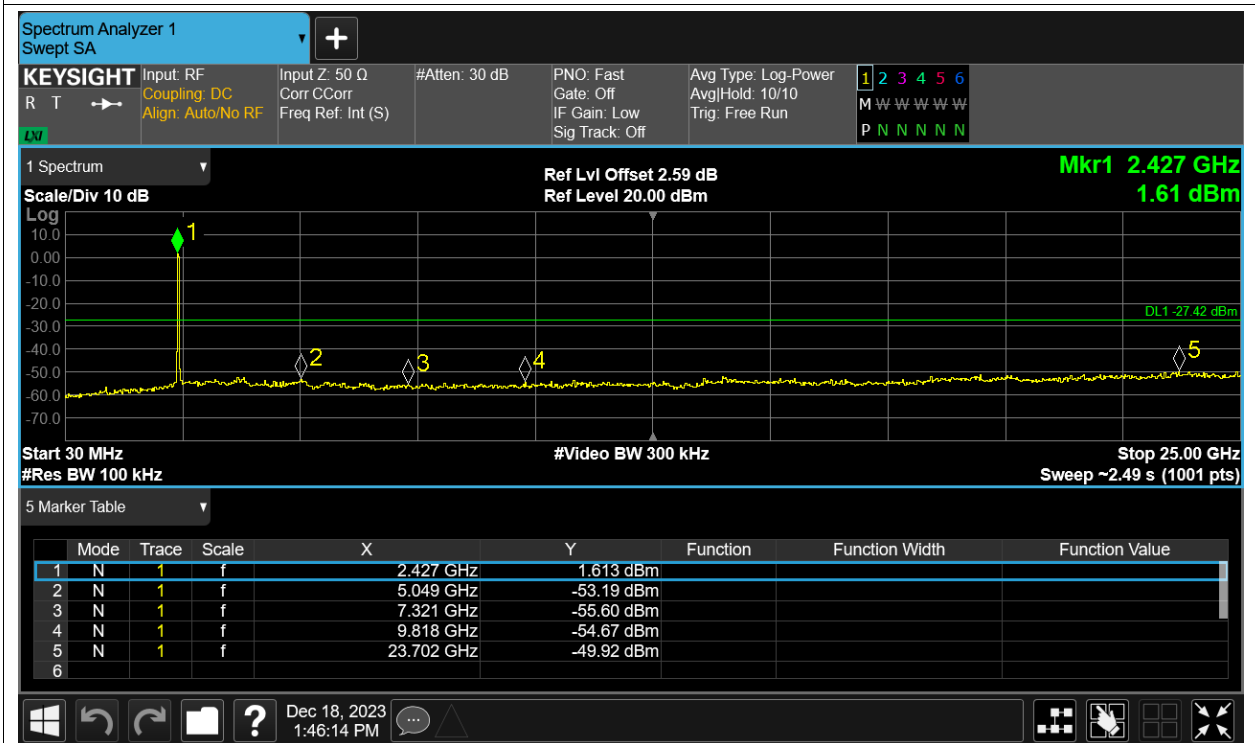 Spectrum Analyzer 1
Swept SA
+
KEYSIGHT Input: RF Input Z: 50 Ω #Atten: 30 dB PNO: Fast Avg Type: Log-Power 1 2 3 4 5 6
R T Coupling: DC Corr CCorr Gate: Off Avg|Hold: 10/10 M W W W W W
Align: Auto/No RF Freq Ref: Int (S) IF Gain: Low Trig: Free Run
LXI Sig Track: Off P N N N N N
1 Spectrum Ref Lvl Offset 2.59 dB Mkr1 2.427 GHz
Scale/Div 10 dB Ref Level 20.00 dBm 1.61 dBm
Log
10.0 1
0.00
-10.0
-20.0
DL1 -27.42 dBm
-30.0
-40.0
2 3 4 5
-50.0
-60.0
-70.0
Start 30 MHz #Video BW 300 kHz Stop 25.00 GHz
#Res BW 100 kHz Sweep ~2.49 s (1001 pts)
5 Marker Table
Mode Trace Scale X Y Function Function Width Function Value
1 N 1 f 2.427 GHz 1.613 dBm
2 N 1 f 5.049 GHz -53.19 dBm
3 N 1 f 7.321 GHz -55.60 dBm
4 N 1 f 9.818 GHz -54.67 dBm
5 N 1 f 23.702 GHz -49.92 dBm
6
? Dec 18, 2023
1:46:14 PM